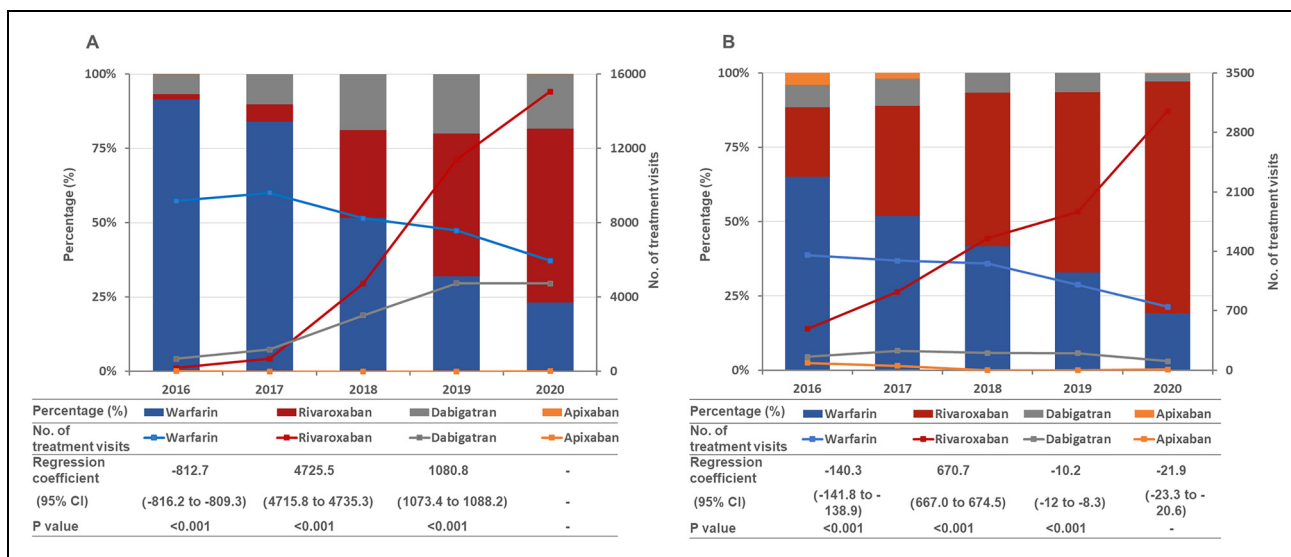 A
B
100%
75%
50%
25%
0%
Percentage (%)
16000
12000
8000
4000
0
No. of treatment visits
2016 2017 2018 2019 2020
Percentage (%) Warfarin Rivaroxaban Dabigatran Apixaban
No. of
treatment visits Warfarin Rivaroxaban Dabigatran Apixaban
Regression
coefficient -812.7 4725.5 1080.8 -
(95% CI) (-816.2 to -809.3) (4715.8 to 4735.3) (1073.4 to 1088.2) -
P value <0.001 <0.001 <0.001 -
100%
75%
50%
25%
0%
Percentage (%)
3500
2800
2100
1400
700
0
No. of treatment visits
2016 2017 2018 2019 2020
Percentage (%) Warfarin Rivaroxaban Dabigatran Apixaban
No. of
treatment visits Warfarin Rivaroxaban Dabigatran Apixaban
Regression
coefficient -140.3 670.7 -10.2 -21.9
(95% CI) (-141.8 to - (667.0 to 674.5) (-12 to -8.3) (-23.3 to -
138.9) 20.6)
P value <0.001 <0.001 <0.001 -